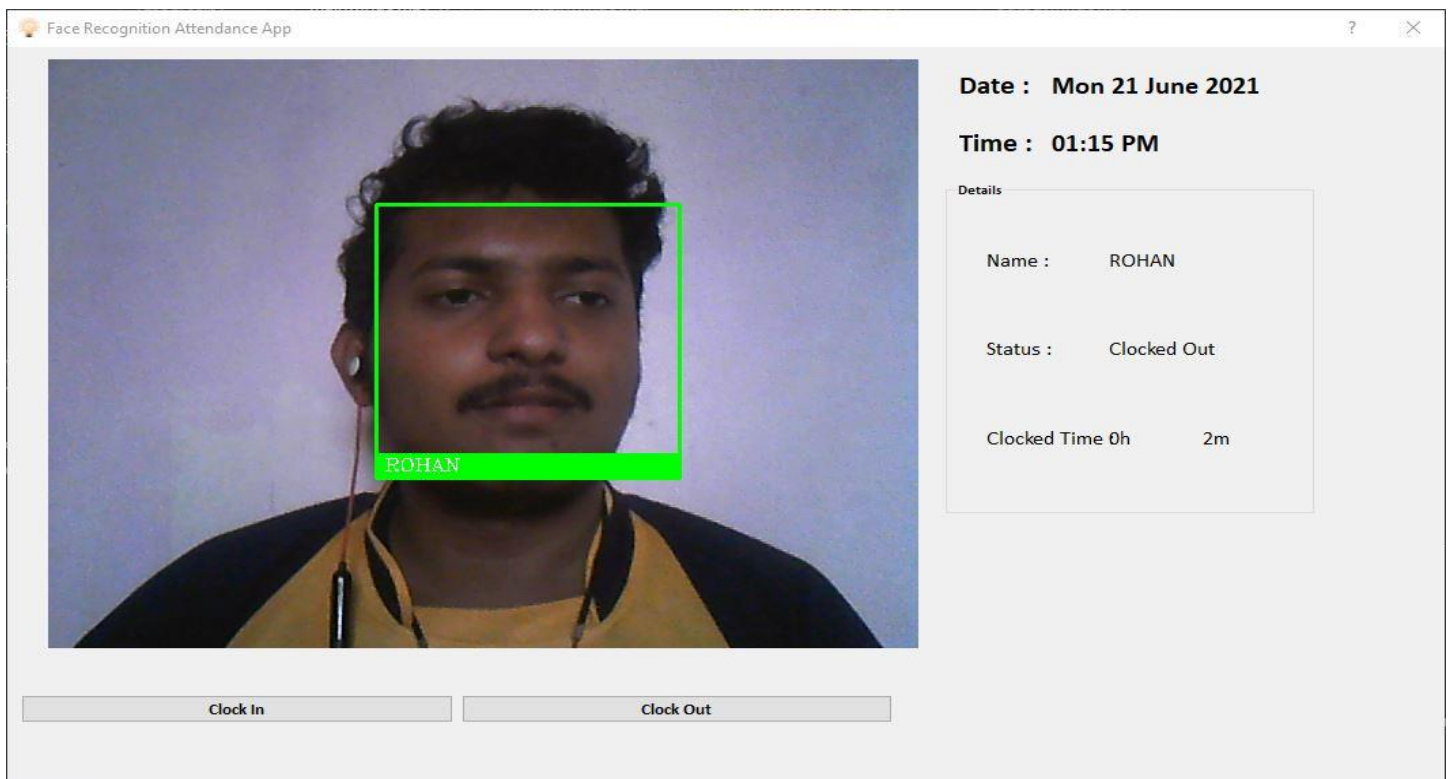 Face Recognition Attendance App
?
Date : Mon 21 June 2021
Time : 01:15 PM
Details
Name : ROHAN
Status : Clocked Out
Clocked Time 0h 2m
ROHAN
Clock In
Clock Out